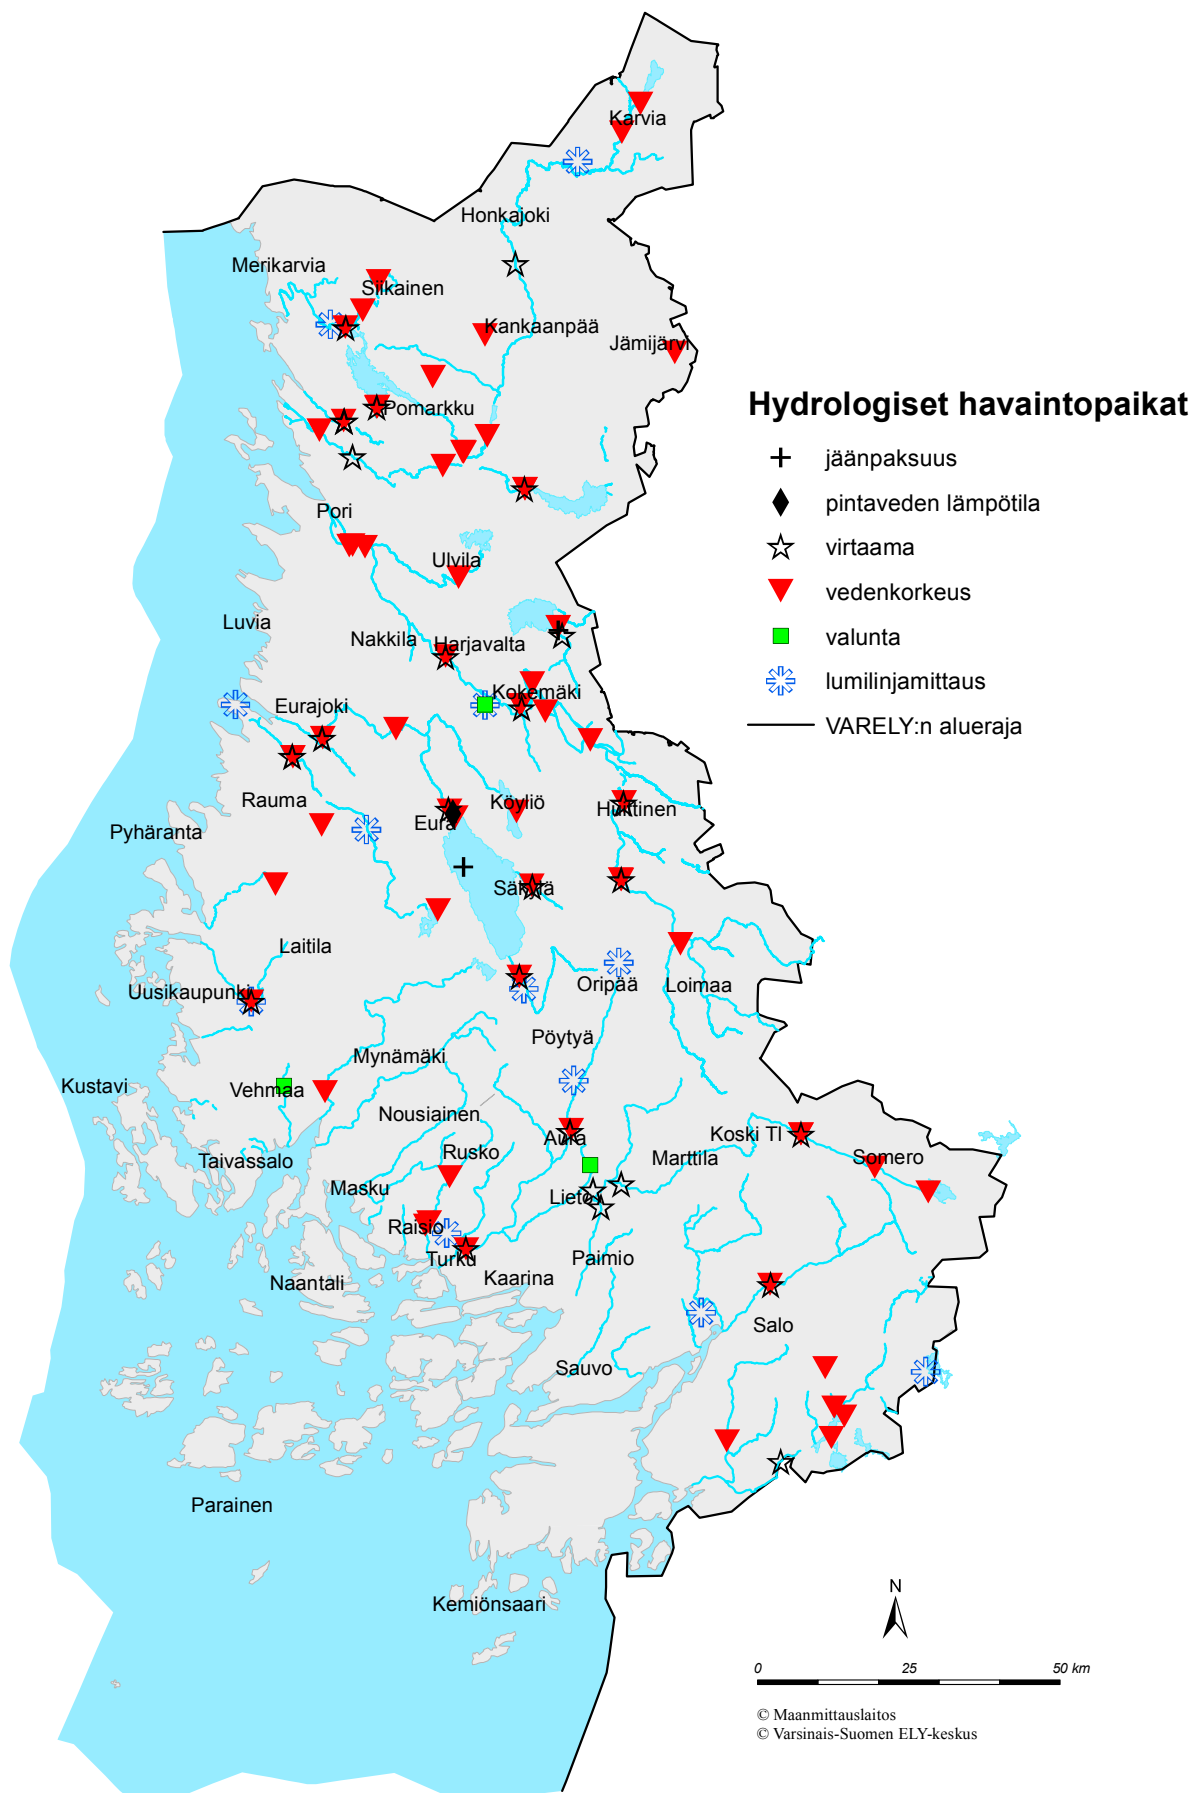 Karvia
Honkajoki
Merikarvia
Siikainen
Kankaanpää
Jämijärvi
Pomarkku
Hydrologiset havaintopaikat
jäänpaksuus
pintaveden lämpötila
virtaama
vedenkorkeus
valunta
lumilinjamittaus
VARELY:n alueraja
Pori
Ulvila
Luvia
Nakkila
Harjavalta
Kokemäki
Eurajoki
Rauma
Köyliö
Huittinen
Eura
Pyhäranta
Säkylä
Laitila
Oripää
Loimaa
Uusikaupunki
Pöytyä
Mynämäki
Kustavi
Vehmaa
Nousiainen
Aura
Koski Tl
Rusko
Marttila
Somero
Taivassalo
Masku
Lieto
Raisio
Turku
Paimio
Kaarina
Naantali
Salo
Sauvo
Parainen
Kemiönsaari
N
0 25 50 km
© Maanmittauslaitos
© Varsinais-Suomen ELY-keskus